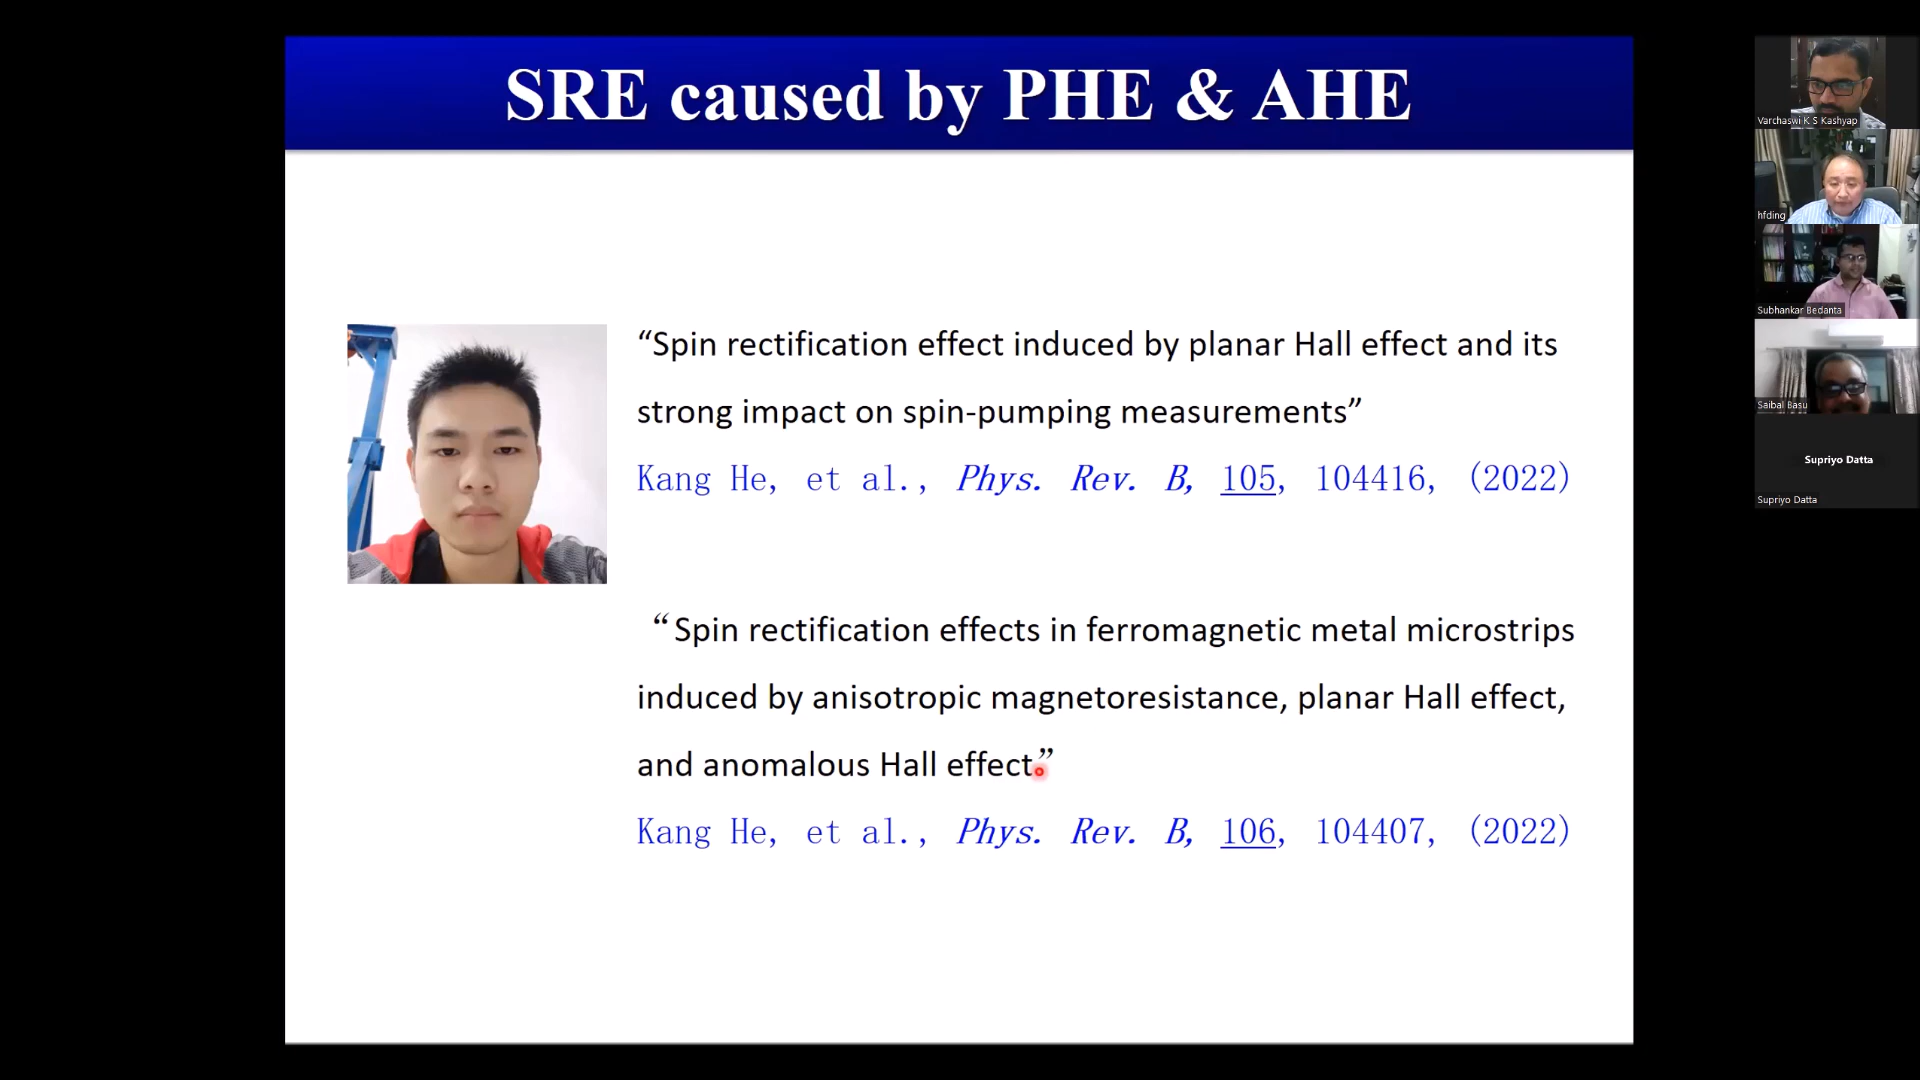 SRE caused by PHE & AHE
“Spin rectification effect induced by planar Hall effect and its
strong impact on spin-pumping measurements”
Kang He, et al., Phys. Rev. B, 105, 104416, (2022)
“Spin rectification effects in ferromagnetic metal microstrips
induced by anisotropic magnetoresistance, planar Hall effect,
and anomalous Hall effect”
Kang He, et al., Phys. Rev. B, 106, 104407, (2022)
Varchaswi K S Kashyap
hfding
Subhankar Bedanta
Saibal Basu
Supriyo Datta
Supriyo Datta